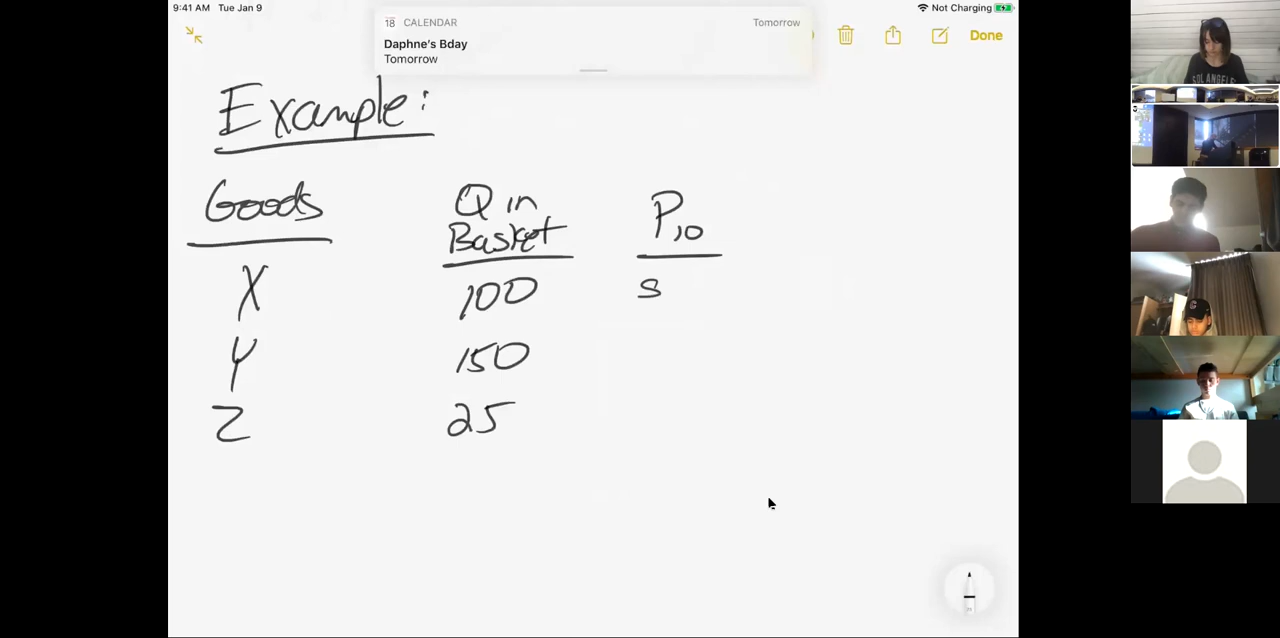 9:41 AM Tue Jan 9
Not Charging
18 CALENDAR
Tomorrow
Daphne's Bday
Tomorrow
Done
Example:
Goods
Q in
Basket
P10
X 100 s
Y 150
Z 25